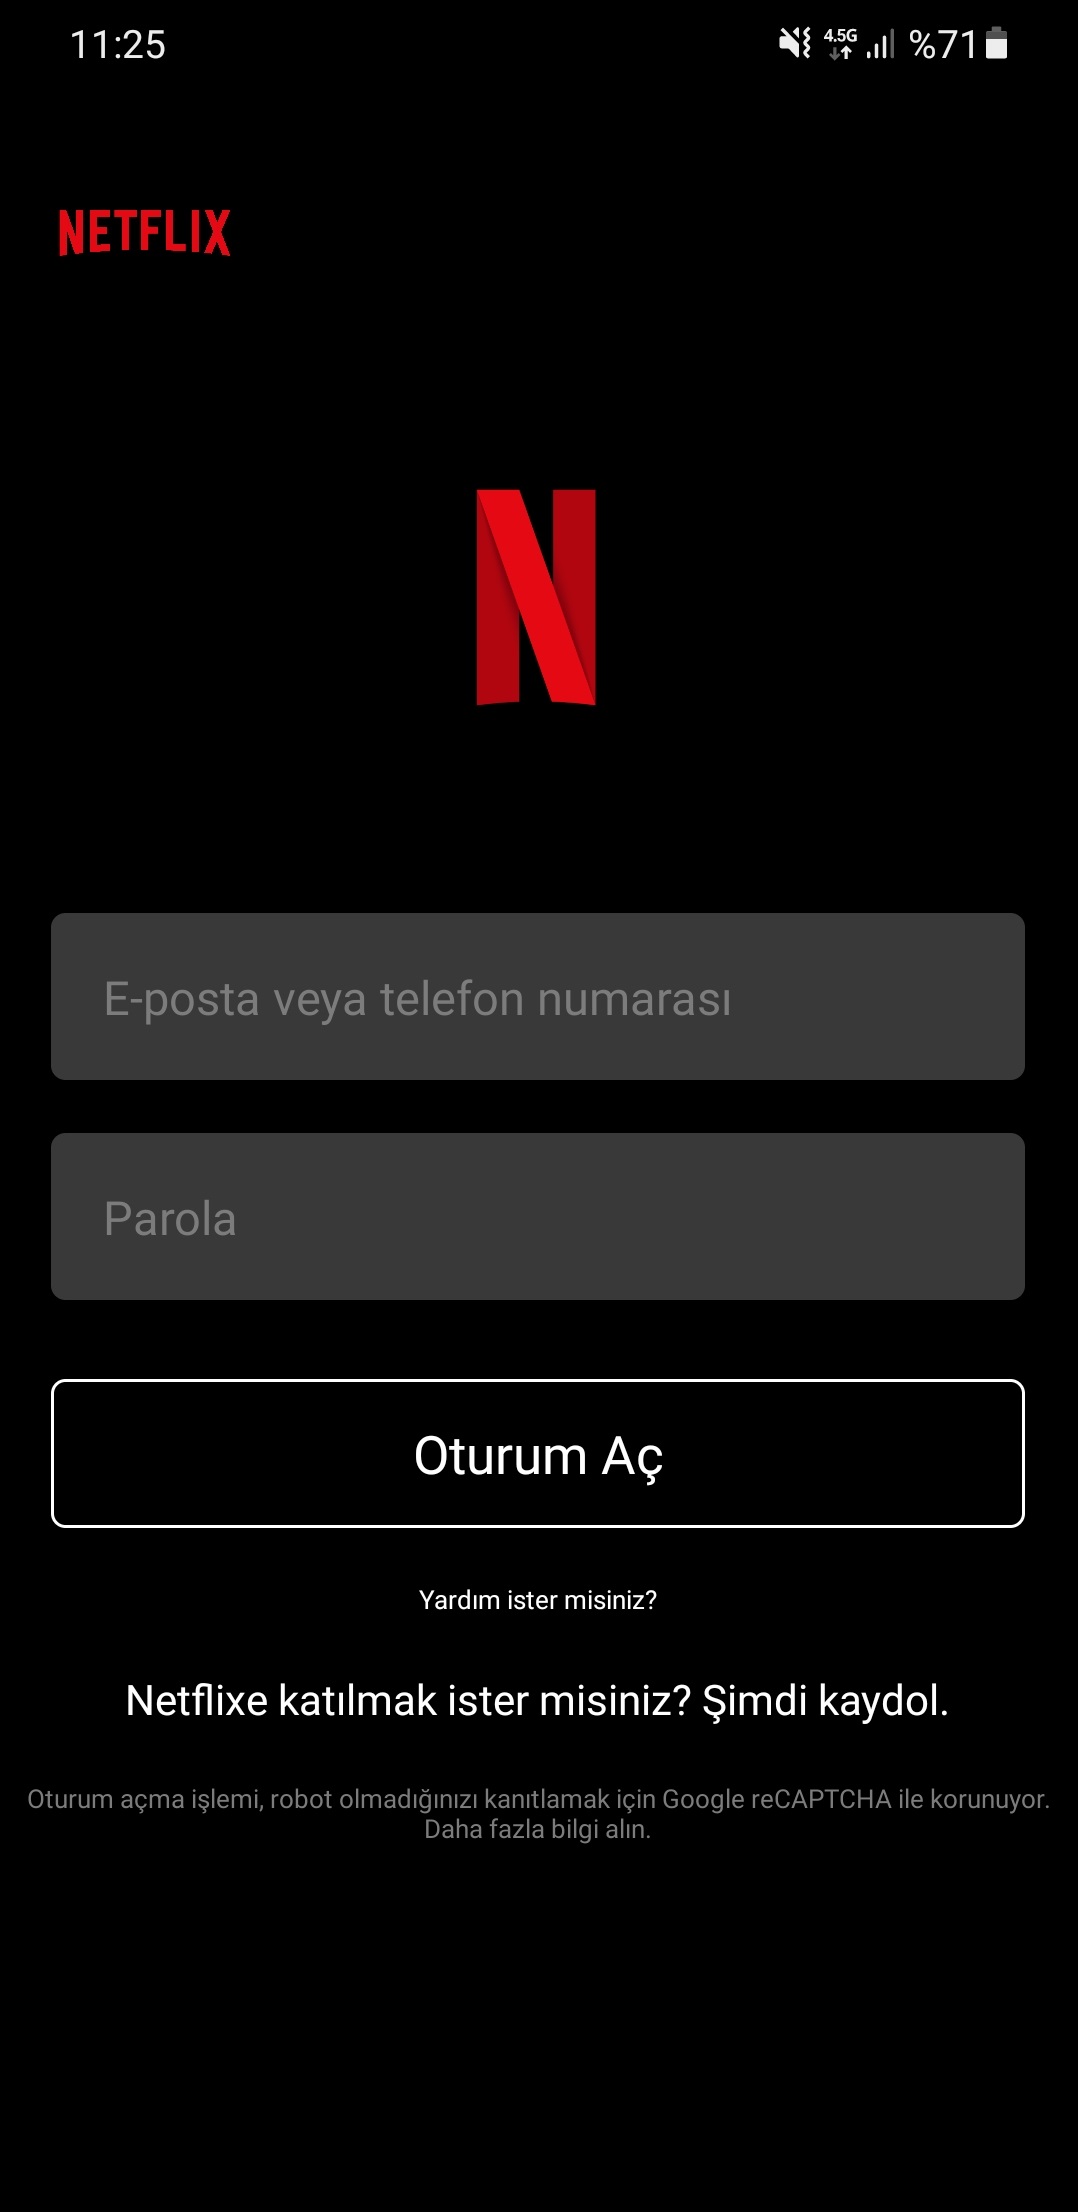 11:25
4.5G %71
NETFLIX
N
E-posta veya telefon numarası
Parola
Oturum Aç
Yardım ister misiniz?
Netflixe katılmak ister misiniz? Şimdi kaydol.
Oturum açma işlemi, robot olmadığınızı kanıtlamak için Google reCAPTCHA ile korunuyor.
Daha fazla bilgi alın.